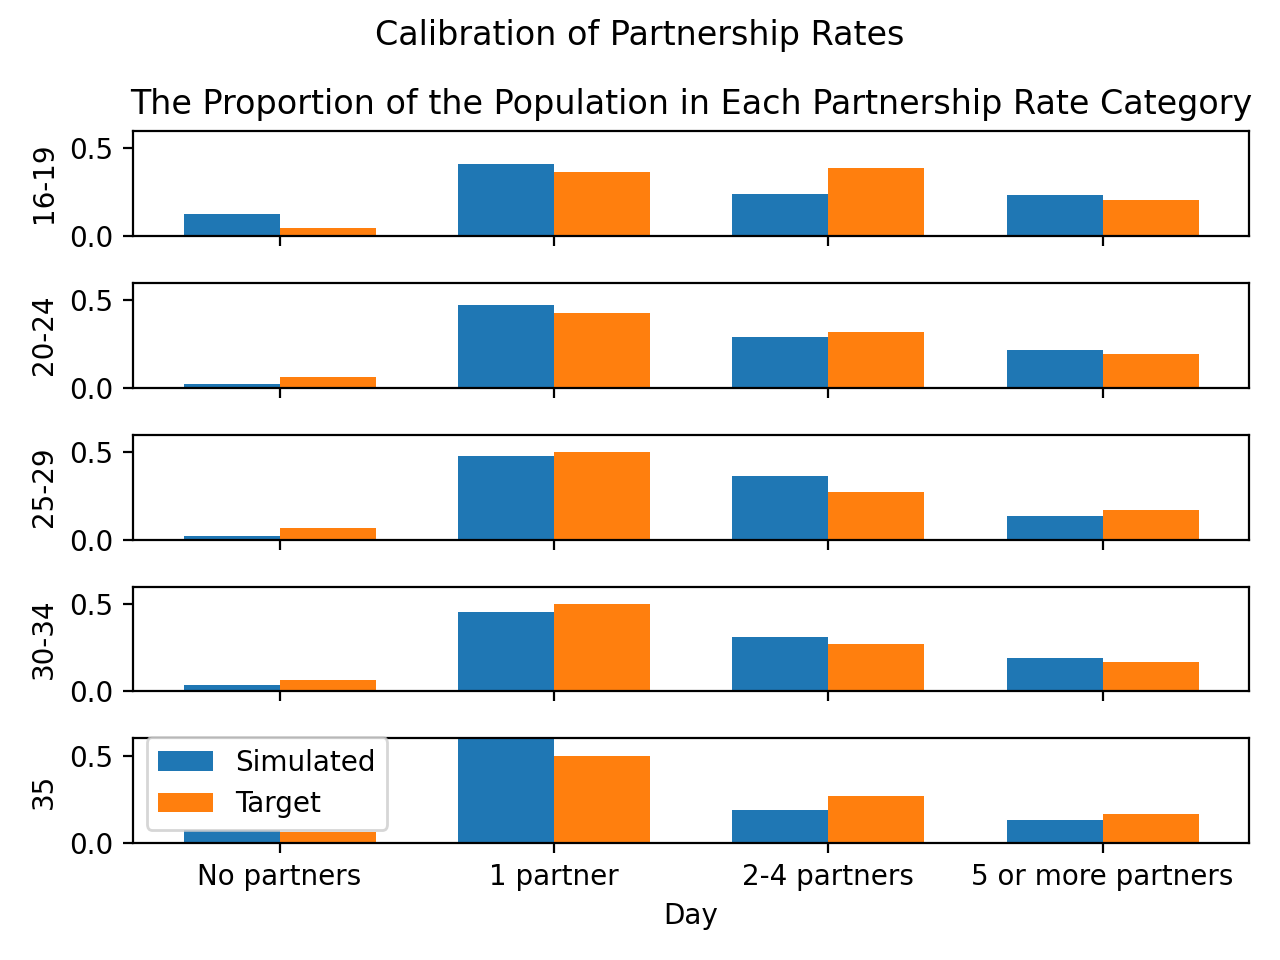 Calibration of Partnership Rates
The Proportion of the Population in Each Partnership Rate Category
16-19
0.5
0.0
20-24
0.5
0.0
25-29
0.5
0.0
30-34
0.5
0.0
35
0.5
0.0
Simulated
Target
No partners
1 partner
2-4 partners
5 or more partners
Day